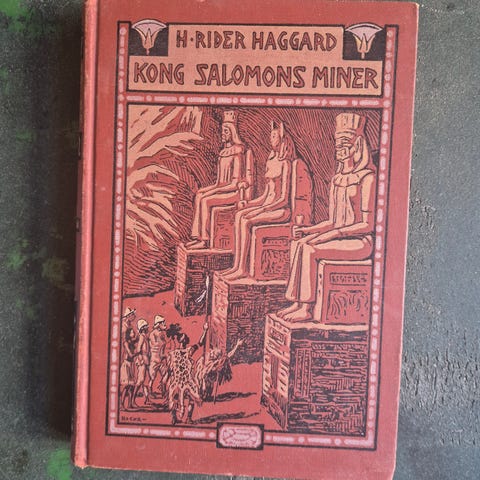 H·RIDER HAGGARD
KONG SALOMONS MINER